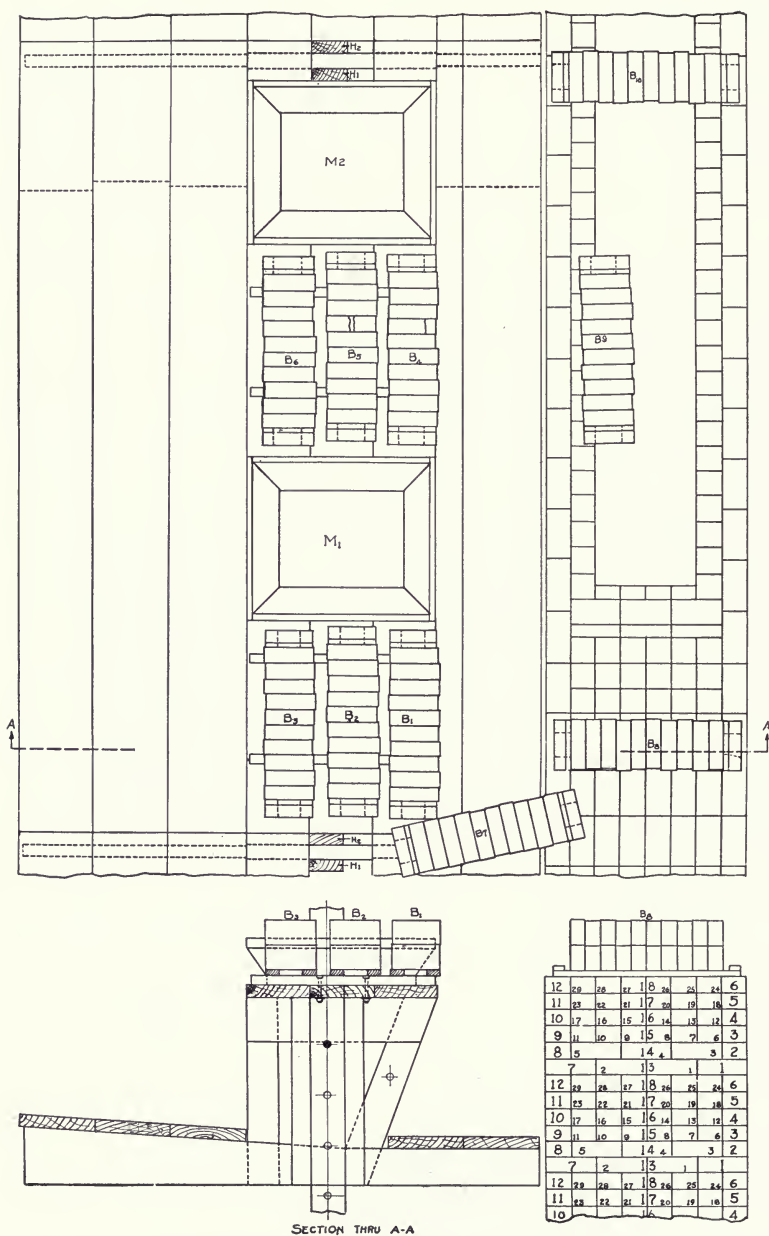 H2
B10
H1
M2
B9
B6 B5 B4
M1
B3 B2 B1
A A
B8
B7
H2
H1
B3 B2 B1
B8
12 29 28 27 18 26 25 24 6
11 23 22 21 17 20 19 18 5
10 17 16 15 16 14 13 12 4
9 11 10 9 15 8 7 6 3
8 5 14 4 3 2
7 2 13 1 1
12 29 28 27 18 26 25 24 6
11 23 22 21 17 20 19 18 5
10 17 16 15 16 14 13 12 4
9 11 10 9 15 8 7 6 3
8 5 14 4 3 2
7 2 13 1 1
12 29 28 27 18 26 25 24 6
11 23 22 21 17 20 19 18 5
10 16 4
SECTION THRU A-A